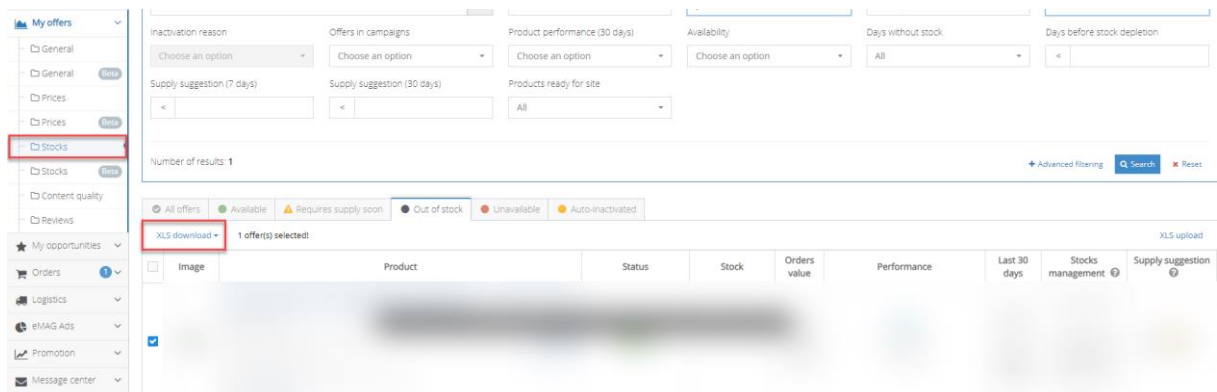 My offers
General
General Beta
Prices
Prices Beta
Stocks
Stocks Beta
Content quality
Reviews
My opportunities
Orders 1
Logistics
eMAG Ads
Promotion
Message center
Inactivation reason
Offers in campaigns
Product performance (30 days)
Availability
Days without stock
Days before stock depletion
Choose an option
Choose an option
Choose an option
Choose an option
All
<
Supply suggestion (7 days)
Supply suggestion (30 days)
Products ready for site
<
<
All
Number of results: 1
+ Advanced filtering
Search
× Reset
All offers
Available
Requires supply soon
Out of stock
Unavailable
Auto-inactivated
XLS download
1 offer(s) selected!
XLS upload
Image
Product
Status
Stock
Orders value
Performance
Last 30 days
Stocks management ?
Supply suggestion ?